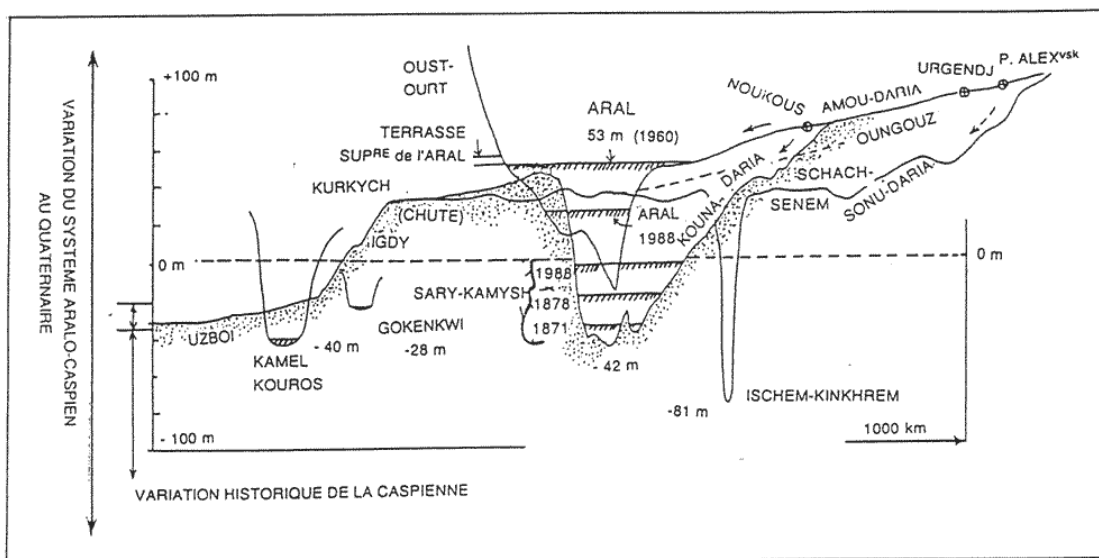 VARIATION DU SYSTEME ARALO-CASPIEN
AU QUATERNAIRE
+100 m
0 m
- 100 m
OUST-
OURT
TERRASSE
SUPRE de l'ARAL
KURKYCH
(CHUTE)
IGDY
ARAL
53 m (1960)
NOUKOUS
AMOU-DARIA
URGENDJ
P. ALEXvsk
OUNGOUZ
KOUNA-DARIA
SCHACH-
SENEM
SONU-DARIA
ARAL
1988
0 m
1988
SARY-KAMYSH
1878
1871
- 42 m
UZBOI
KAMEL
KOUROS
- 40 m
GOKENKWI
-28 m
-81 m
ISCHEM-KINKHREM
1000 km
VARIATION HISTORIQUE DE LA CASPIENNE